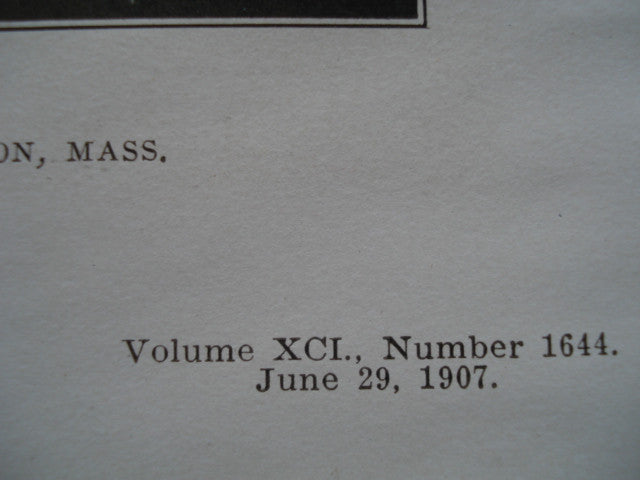 ON, MASS.
Volume XCI., Number 1644.
June 29, 1907.